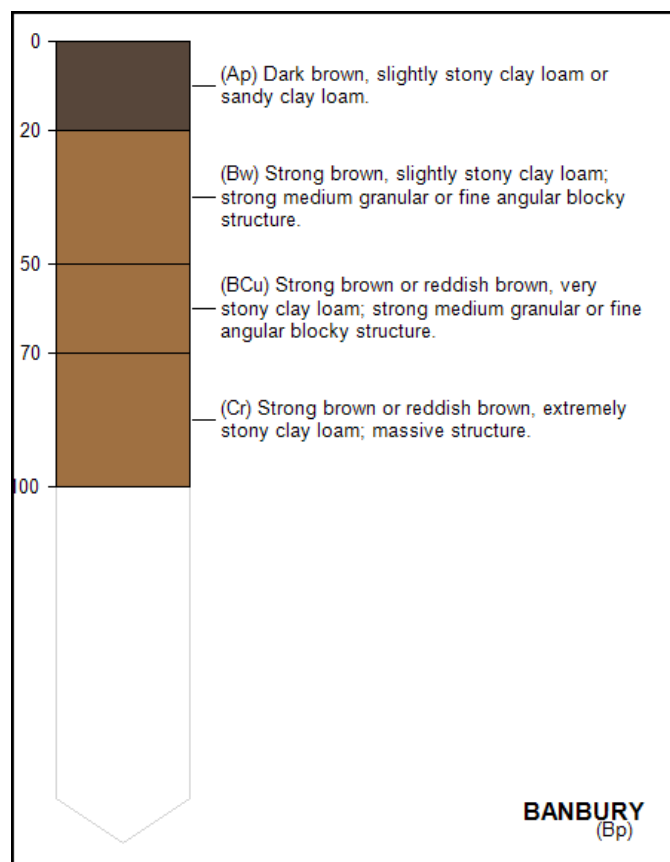 0
(Ap) Dark brown, slightly stony clay loam or
sandy clay loam.
20
(Bw) Strong brown, slightly stony clay loam;
strong medium granular or fine angular blocky
structure.
50
(BCu) Strong brown or reddish brown, very
stony clay loam; strong medium granular or fine
angular blocky structure.
70
(Cr) Strong brown or reddish brown, extremely
stony clay loam; massive structure.
100
BANBURY
(Bp)